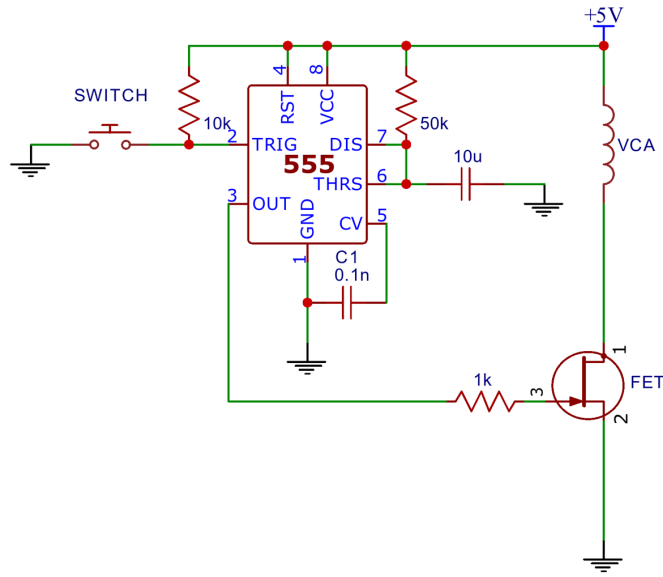 +5V
4
8
RST
VCC
SWITCH
10k
50k
VCA
2
TRIG
DIS
7
555
10u
THRS
6
3
OUT
GND
CV
5
1
C1
0.1n
1
FET
1k
3
2